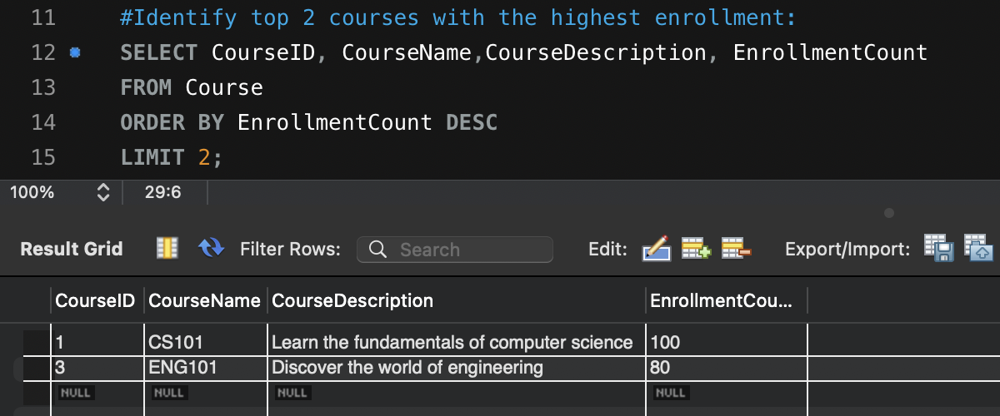 11 #Identify top 2 courses with the highest enrollment:
12 SELECT CourseID, CourseName,CourseDescription, EnrollmentCount
13 FROM Course
14 ORDER BY EnrollmentCount DESC
15 LIMIT 2;
100% 29:6
Result Grid Filter Rows: Search Edit: Export/Import:
CourseID CourseName CourseDescription EnrollmentCou...
1 CS101 Learn the fundamentals of computer science 100
3 ENG101 Discover the world of engineering 80
NULL NULL NULL NULL